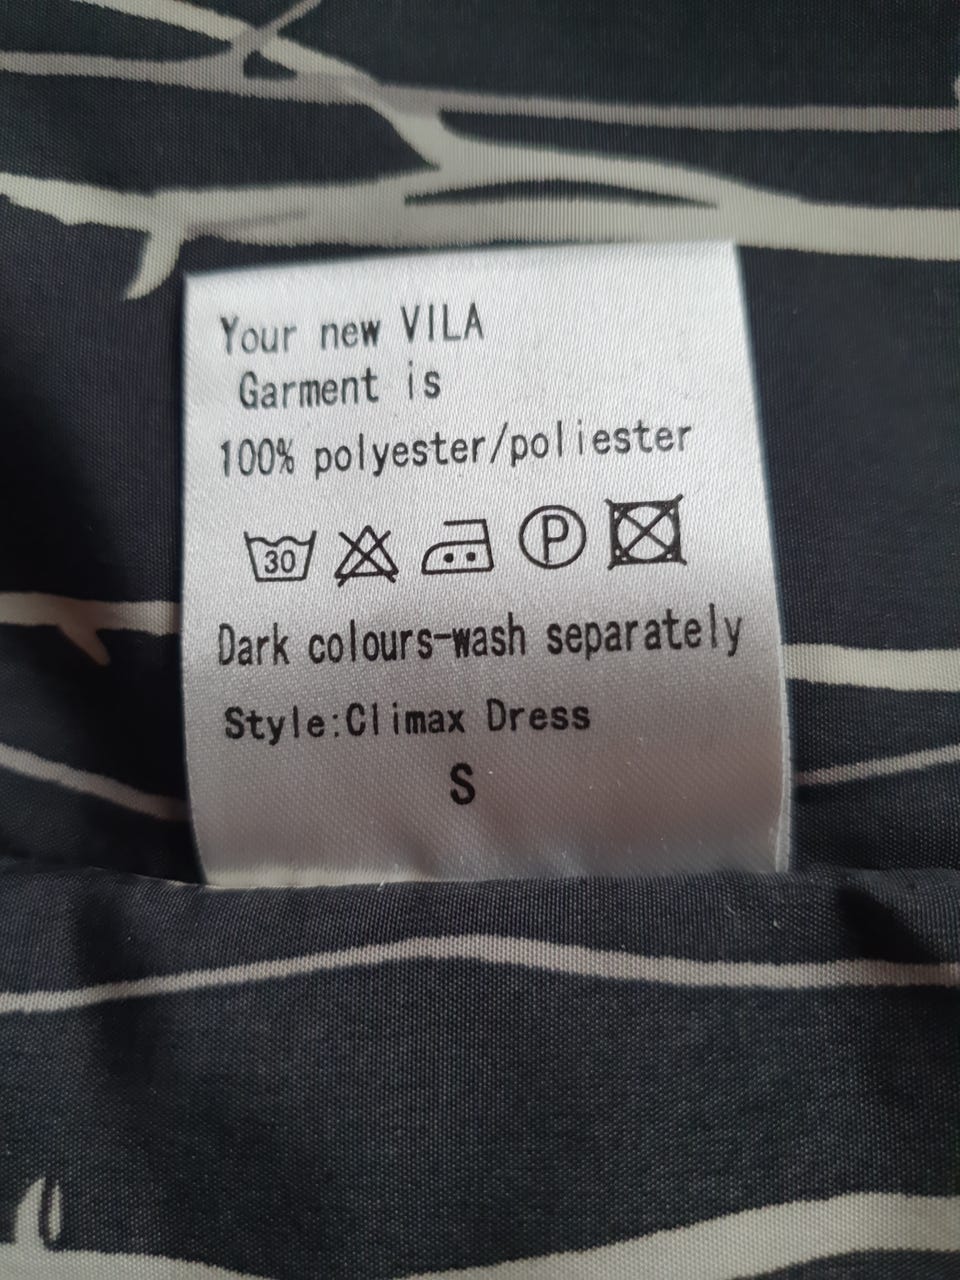 Your new VILA
Garment is
100% polyester/poliester
30 P
Dark colours-wash separately
Style:Climax Dress
S